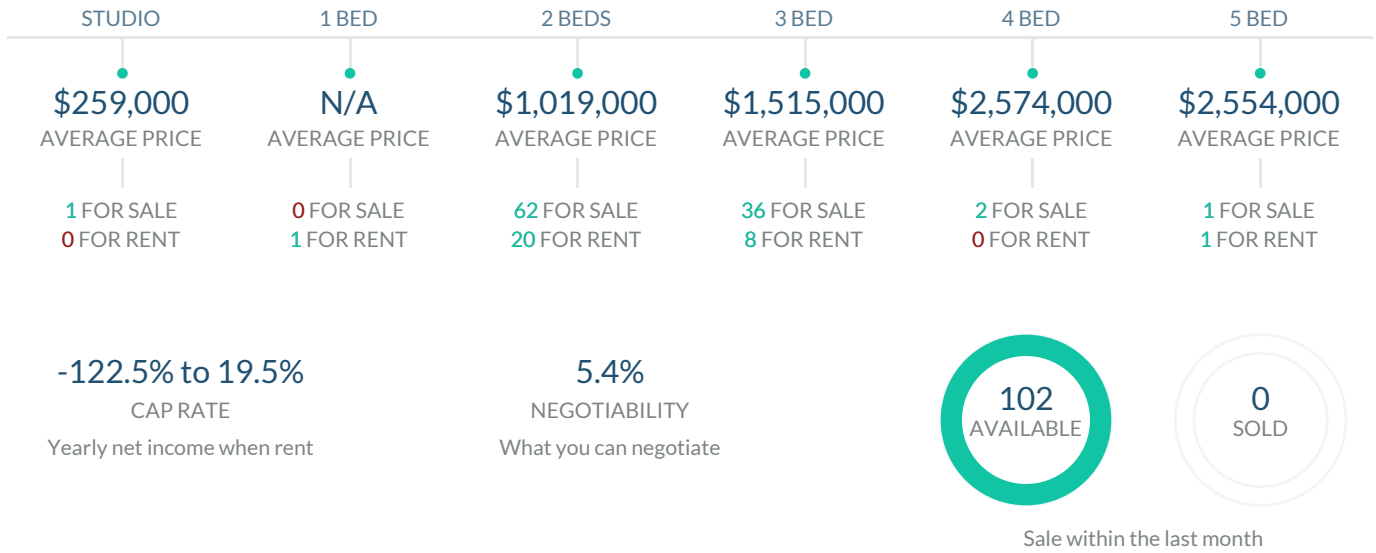 STUDIO 1 BED 2 BEDS 3 BED 4 BED 5 BED
$259,000 N/A $1,019,000 $1,515,000 $2,574,000 $2,554,000
AVERAGE PRICE AVERAGE PRICE AVERAGE PRICE AVERAGE PRICE AVERAGE PRICE AVERAGE PRICE
1 FOR SALE 0 FOR SALE 62 FOR SALE 36 FOR SALE 2 FOR SALE 1 FOR SALE
0 FOR RENT 1 FOR RENT 20 FOR RENT 8 FOR RENT 0 FOR RENT 1 FOR RENT
-122.5% to 19.5%
CAP RATE
Yearly net income when rent
5.4%
NEGOTIABILITY
What you can negotiate
102
AVAILABLE
0
SOLD
Sale within the last month